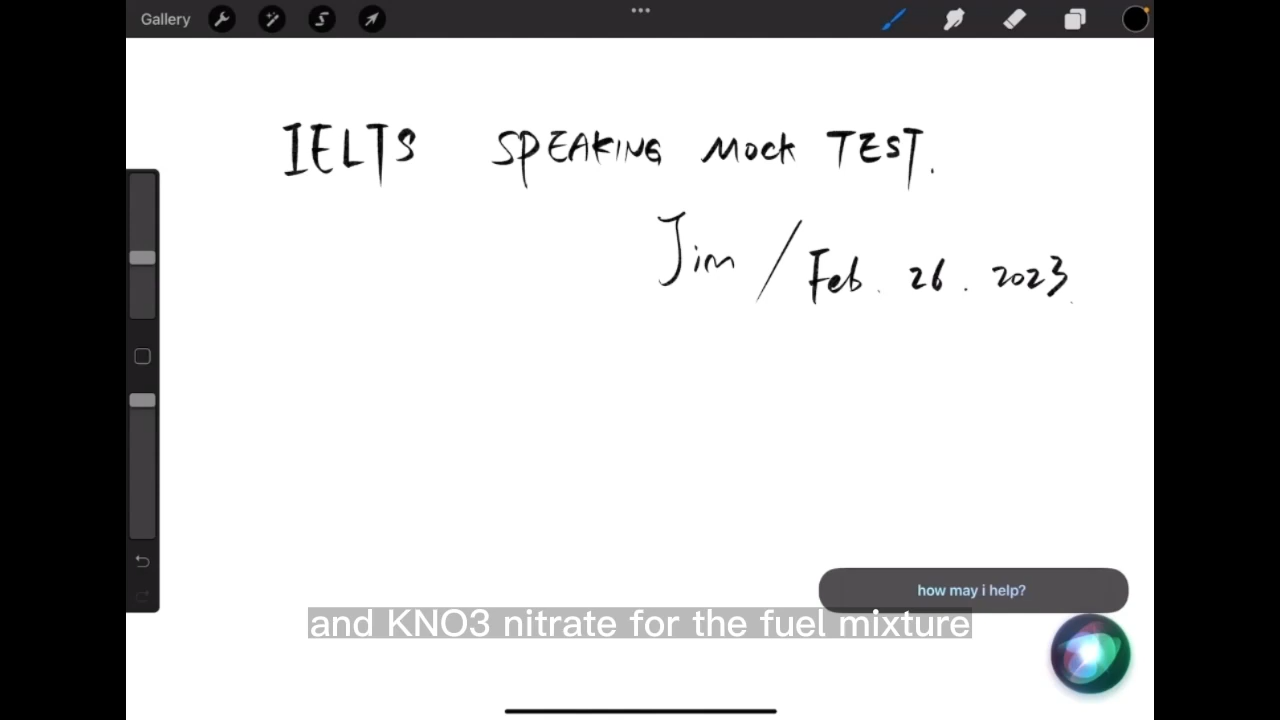 Gallery
IELTS SPEAKING Mock TEST.
Jim / Feb. 26. 2023.
how may i help?
and KNO3 nitrate for the fuel mixture